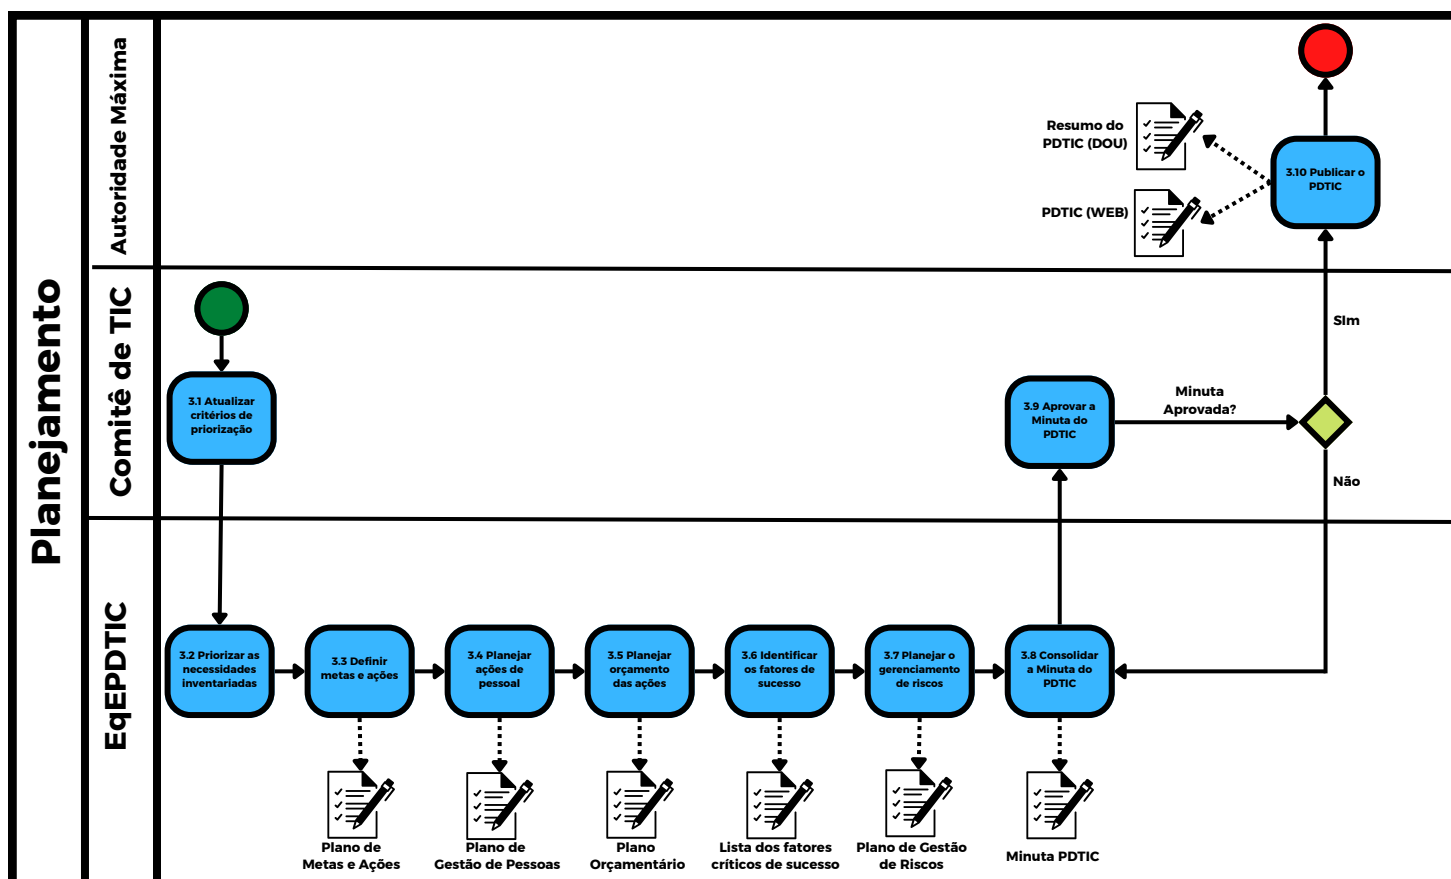 Planejamento
Autoridade Máxima
Resumo do
PDTIC (DOU)
PDTIC (WEB)
3.10 Publicar o
PDTIC
Comitê de TIC
3.1 Atualizar
critérios de
priorização
3.9 Aprovar a
Minuta do
PDTIC
Minuta
Aprovada?
SIm
Não
EqEPDTIC
3.2 Priorizar as
necessidades
inventariadas
3.3 Definir
metas e ações
3.4 Planejar
ações de
pessoal
3.5 Planejar
orçamento
das ações
3.6 Identificar
os fatores de
sucesso
3.7 Planejar o
gerenciamento
de riscos
3.8 Consolidar
a Minuta do
PDTIC
Plano de
Metas e Ações
Plano de
Gestão de Pessoas
Plano
Orçamentário
Lista dos fatores
críticos de sucesso
Plano de Gestão
de Riscos
Minuta PDTIC